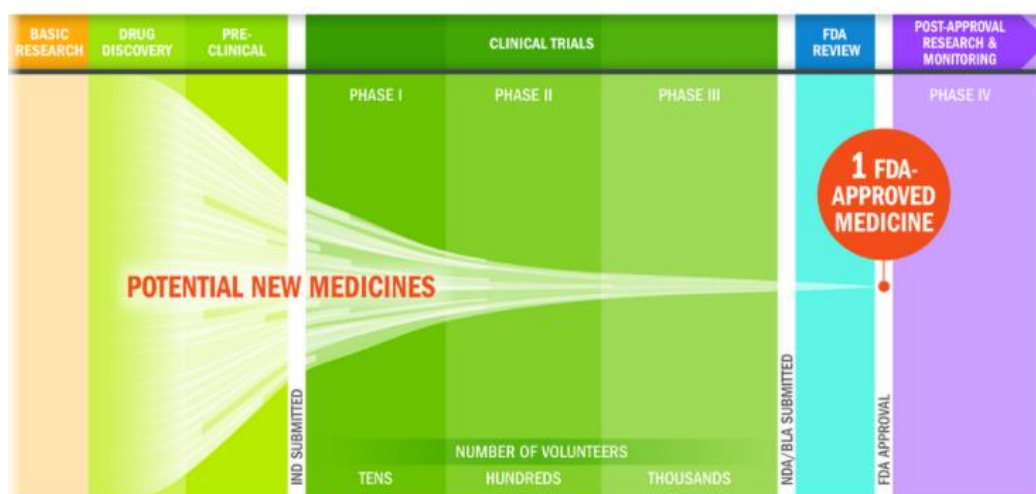 BASIC
RESEARCH
DRUG
DISCOVERY
PRE-
CLINICAL
CLINICAL TRIALS
FDA
REVIEW
POST-APPROVAL
RESEARCH &
MONITORING
PHASE I
PHASE II
PHASE III
PHASE IV
1 FDA-
APPROVED
MEDICINE
POTENTIAL NEW MEDICINES
IND SUBMITTED
NDA/BLA SUBMITTED
FDA APPROVAL
NUMBER OF VOLUNTEERS
TENS
HUNDREDS
THOUSANDS